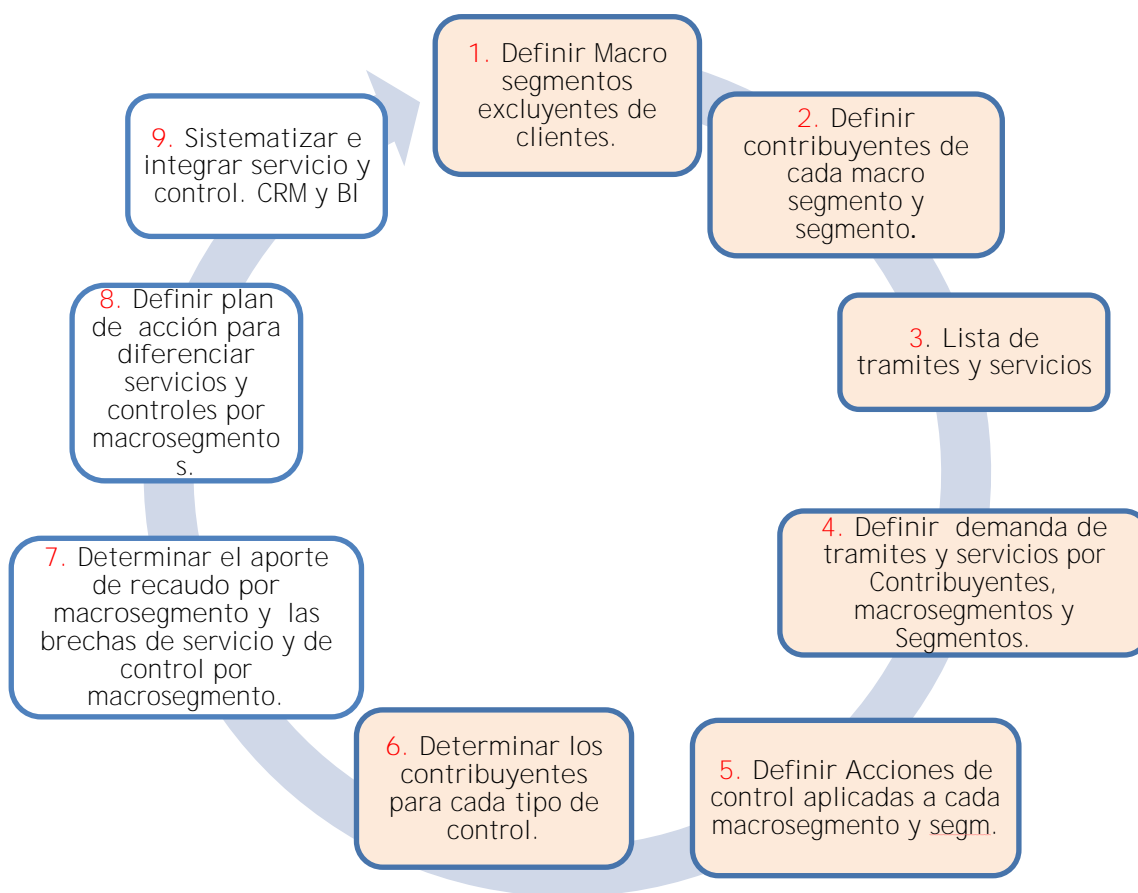 1. Definir Macro
segmentos
excluyentes de
clientes.
2. Definir
contribuyentes de
cada macro
segmento y
segmento.
3. Lista de
tramites y servicios
4. Definir demanda de
tramites y servicios por
Contribuyentes,
macrosegmentos y
Segmentos.
5. Definir Acciones de
control aplicadas a cada
macrosegmento y segm.
6. Determinar los
contribuyentes
para cada tipo de
control.
7. Determinar el aporte
de recaudo por
macrosegmento y las
brechas de servicio y de
control por
macrosegmento.
8. Definir plan
de acción para
diferenciar
servicios y
controles por
macrosegmento
s.
9. Sistematizar e
integrar servicio y
control. CRM y BI